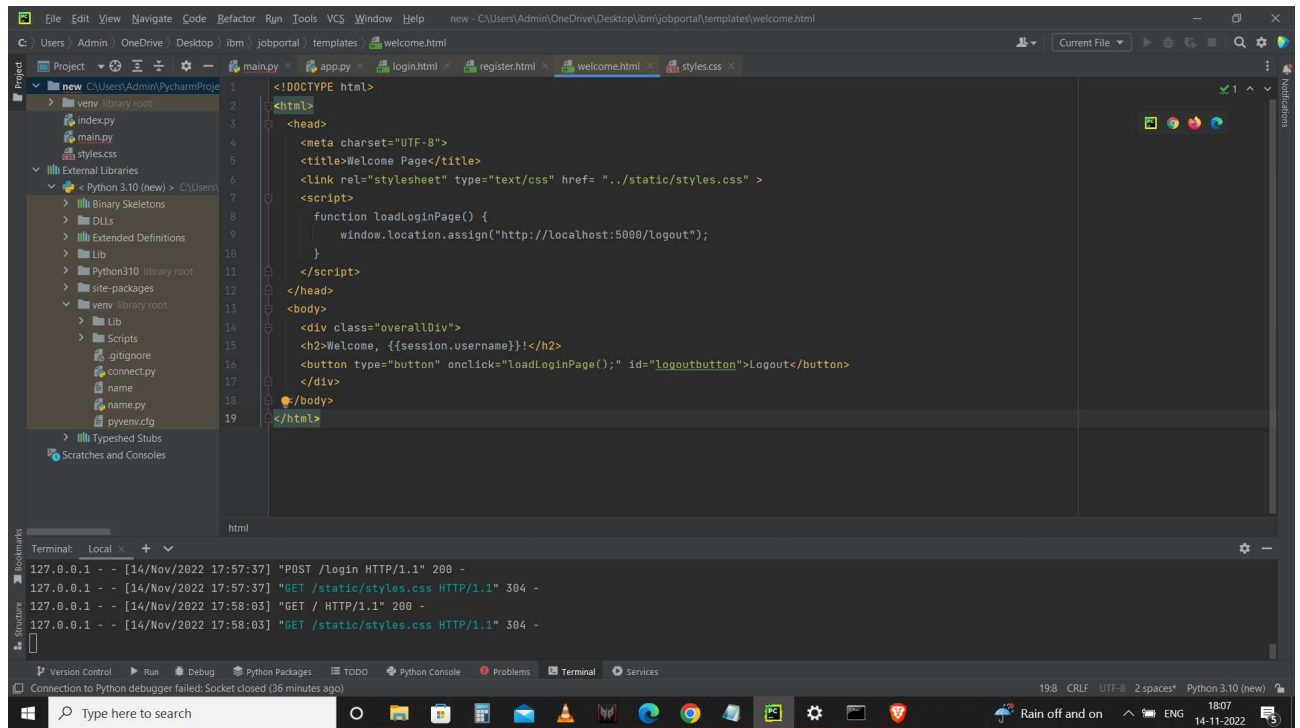 File Edit View Navigate Code Refactor Run Tools VCS Window Help new - C:\Users\Admin\OneDrive\Desktop\ibm\jobportal\templates\welcome.html
C: Users Admin OneDrive Desktop ibm jobportal templates welcome.html Current File
Project main.py app.py login.html register.html welcome.html styles.css
Project
Notifications
new C:\Users\Admin\PycharmProje
venv library root
index.py
main.py
styles.css
External Libraries
< Python 3.10 (new) > C:\Users\
Binary Skeletons
DLLs
Extended Definitions
Lib
Python310 library root
site-packages
venv library root
Lib
Scripts
.gitignore
connect.py
name
name.py
pyvenv.cfg
Typeshed Stubs
Scratches and Consoles
1 <!DOCTYPE html> 1
2 <html>
3 <head>
4 <meta charset="UTF-8">
5 <title>Welcome Page</title>
6 <link rel="stylesheet" type="text/css" href= "../static/styles.css" >
7 <script>
8 function loadLoginPage() {
9 window.location.assign("http://localhost:5000/logout");
10 }
11 </script>
12 </head>
13 <body>
14 <div class="overallDiv">
15 <h2>Welcome, {{session.username}}!</h2>
16 <button type="button" onclick="loadLoginPage();" id="logoutbutton">Logout</button>
17 </div>
18 </body>
19 </html>
html
Bookmarks
Structure
Terminal: Local
127.0.0.1 - - [14/Nov/2022 17:57:37] "POST /login HTTP/1.1" 200 -
127.0.0.1 - - [14/Nov/2022 17:57:37] "GET /static/styles.css HTTP/1.1" 304 -
127.0.0.1 - - [14/Nov/2022 17:58:03] "GET / HTTP/1.1" 200 -
127.0.0.1 - - [14/Nov/2022 17:58:03] "GET /static/styles.css HTTP/1.1" 304 -
Version Control Run Debug Python Packages TODO Python Console Problems Terminal Services
Connection to Python debugger failed: Socket closed (36 minutes ago) 19:8 CRLF UTF-8 2 spaces* Python 3.10 (new)
Type here to search Rain off and on ENG 18:07
14-11-2022